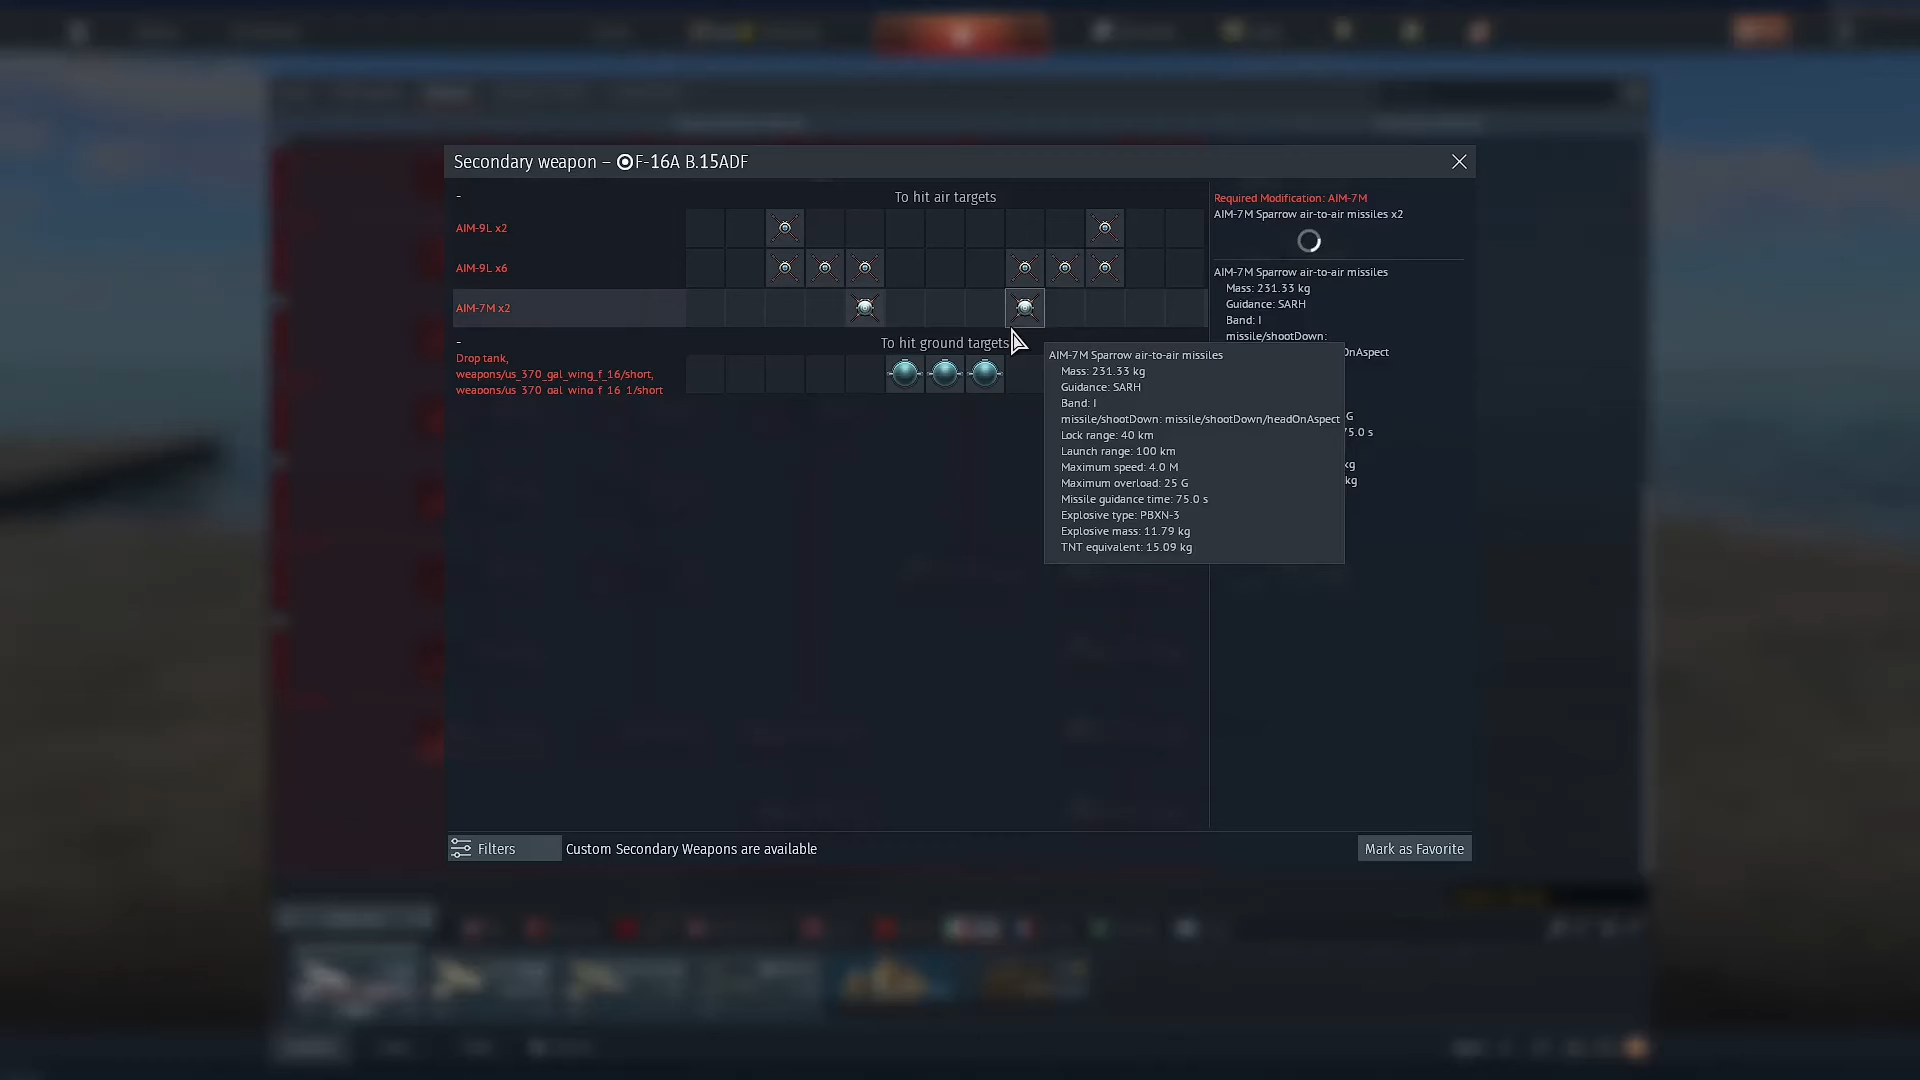 Secondary weapon – F-16A B.15ADF
-
To hit air targets
AIM-9L x2
AIM-9L x6
AIM-7M x2
-
To hit ground targets
Drop tank,
weapons/us_370_gal_wing_f_16/short,
weapons/us_370_gal_wing_f_16_1/short
Required Modification: AIM-7M
AIM-7M Sparrow air-to-air missiles x2
AIM-7M Sparrow air-to-air missiles
Mass: 231.33 kg
Guidance: SARH
Band: I
missile/shootDown:
OnAspect
G
75.0 s
kg
kg
AIM-7M Sparrow air-to-air missiles
Mass: 231.33 kg
Guidance: SARH
Band: I
missile/shootDown: missile/shootDown/headOnAspect
Lock range: 40 km
Launch range: 100 km
Maximum speed: 4.0 M
Maximum overload: 25 G
Missile guidance time: 75.0 s
Explosive type: PBXN-3
Explosive mass: 11.79 kg
TNT equivalent: 15.09 kg
Filters
Custom Secondary Weapons are available
Mark as Favorite